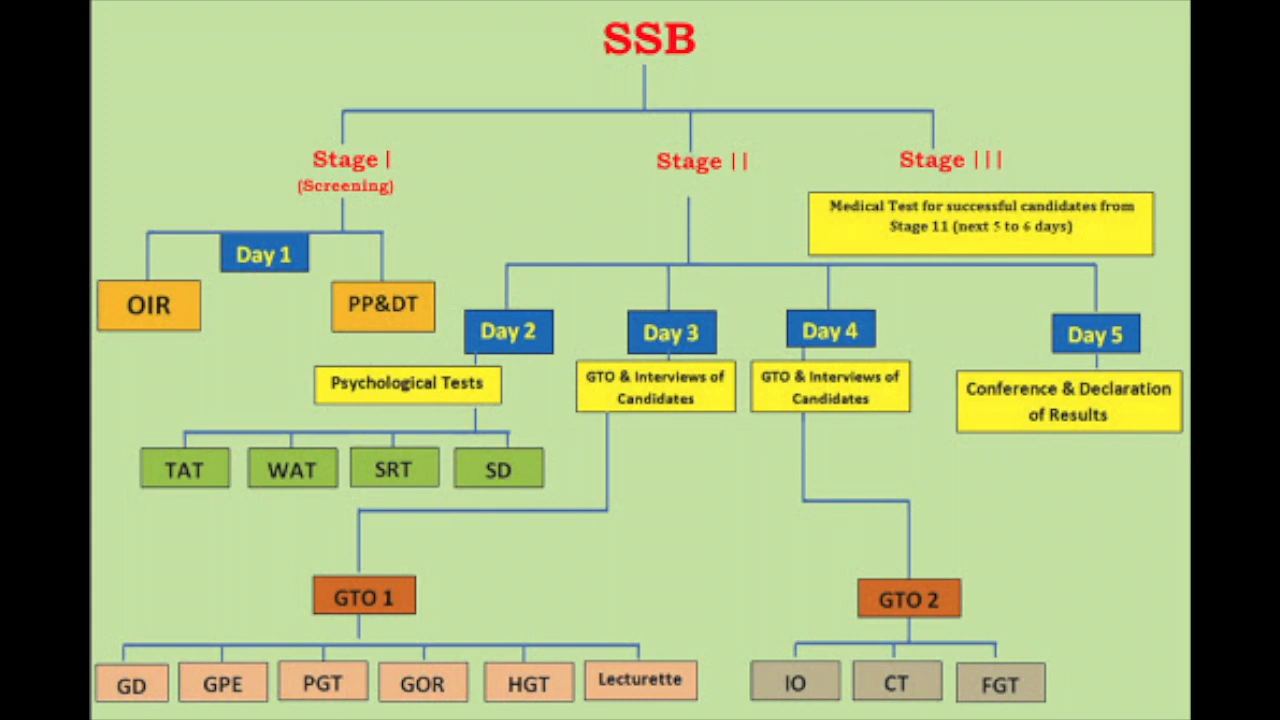 SSB
Stage I
(Screening)
Stage II
Stage III
Medical Test for successful candidates from
Stage 11 (next 5 to 6 days)
Day 1
OIR
PP&DT
Day 2
Day 3
Day 4
Day 5
Psychological Tests
GTO & Interviews of
Candidates
GTO & Interviews of
Candidates
Conference & Declaration
of Results
TAT
WAT
SRT
SD
GTO 1
GTO 2
GD
GPE
PGT
GOR
HGT
Lecturette
IO
CT
FGT